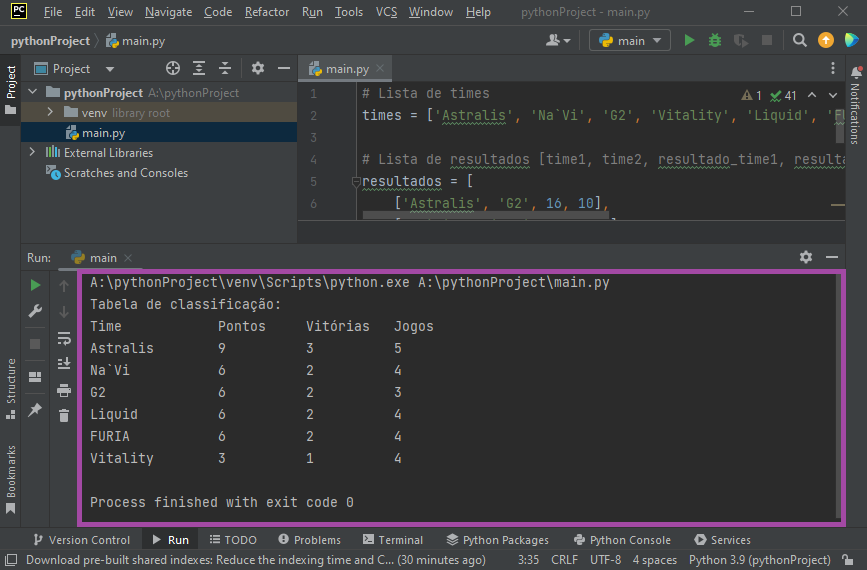 PC File Edit View Navigate Code Refactor Run Tools VCS Window Help pythonProject - main.py
pythonProject main.py main
Project main.py
Project
pythonProject A:\pythonProject
venv library root
main.py
External Libraries
Scratches and Consoles
1 # Lista de times 1 41
2 times = ['Astralis', 'Na`Vi', 'G2', 'Vitality', 'Liquid',
3
4 # Lista de resultados [time1, time2, resultado_time1,
5 resultados = [
6 ['Astralis', 'G2', 16, 10],
Notifications
Run: main
A:\pythonProject\venv\Scripts\python.exe A:\pythonProject\main.py
Tabela de classificação:
Time Pontos Vitórias Jogos
Astralis 9 3 5
Na`Vi 6 2 4
G2 6 2 3
Liquid 6 2 4
FURIA 6 2 4
Vitality 3 1 4
Process finished with exit code 0
Structure
Bookmarks
Version Control Run TODO Problems Terminal Python Packages Python Console Services
Download pre-built shared indexes: Reduce the indexing time and C... (30 minutes ago) 3:35 CRLF UTF-8 4 spaces Python 3.9 (pythonProject)